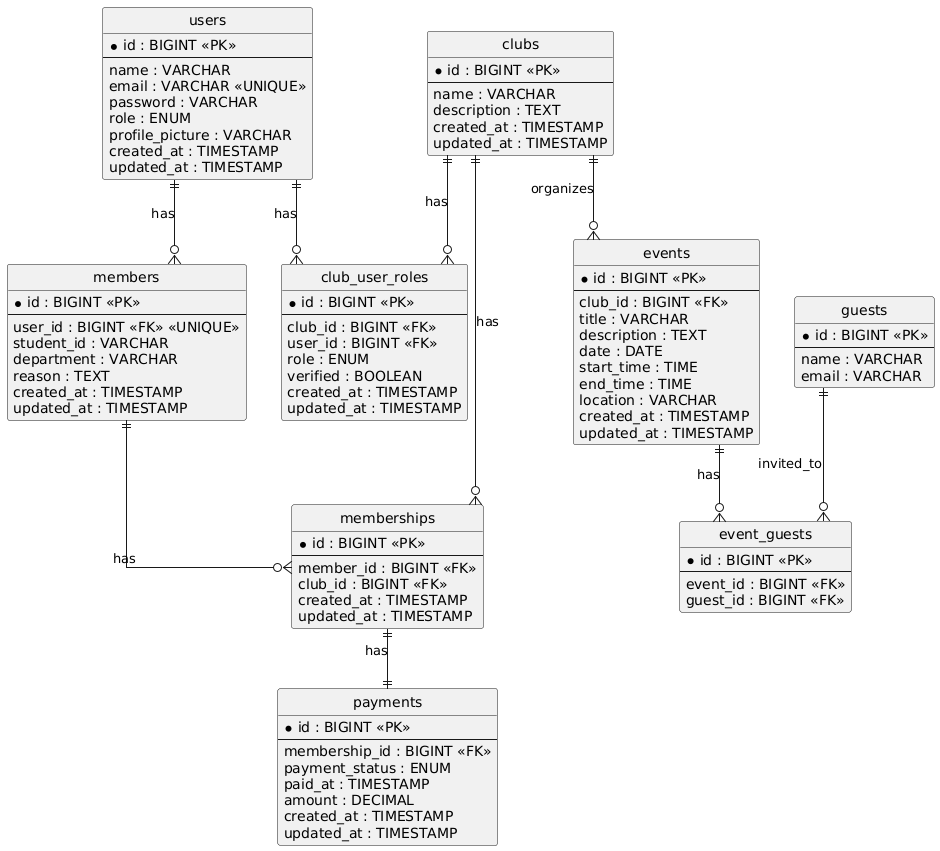 users
* id : BIGINT «PK»
name : VARCHAR
email : VARCHAR «UNIQUE»
password : VARCHAR
role : ENUM
profile_picture : VARCHAR
created_at : TIMESTAMP
updated_at : TIMESTAMP
clubs
* id : BIGINT «PK»
name : VARCHAR
description : TEXT
created_at : TIMESTAMP
updated_at : TIMESTAMP
has
has
has
has
organizes
members
* id : BIGINT «PK»
user_id : BIGINT «FK» «UNIQUE»
student_id : VARCHAR
department : VARCHAR
reason : TEXT
created_at : TIMESTAMP
updated_at : TIMESTAMP
club_user_roles
* id : BIGINT «PK»
club_id : BIGINT «FK»
user_id : BIGINT «FK»
role : ENUM
verified : BOOLEAN
created_at : TIMESTAMP
updated_at : TIMESTAMP
events
* id : BIGINT «PK»
club_id : BIGINT «FK»
title : VARCHAR
description : TEXT
date : DATE
start_time : TIME
end_time : TIME
location : VARCHAR
created_at : TIMESTAMP
updated_at : TIMESTAMP
guests
* id : BIGINT «PK»
name : VARCHAR
email : VARCHAR
has
has
invited_to
memberships
* id : BIGINT «PK»
member_id : BIGINT «FK»
club_id : BIGINT «FK»
created_at : TIMESTAMP
updated_at : TIMESTAMP
event_guests
* id : BIGINT «PK»
event_id : BIGINT «FK»
guest_id : BIGINT «FK»
has
payments
* id : BIGINT «PK»
membership_id : BIGINT «FK»
payment_status : ENUM
paid_at : TIMESTAMP
amount : DECIMAL
created_at : TIMESTAMP
updated_at : TIMESTAMP